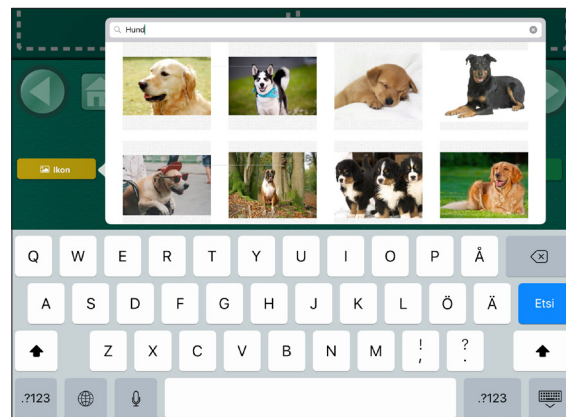 Hund
Ikon
Q W E R T Y U I O P Å
A S D F G H J K L Ö Ä Etsi
Z X C V B N M ! , ? .
.?123 .?123